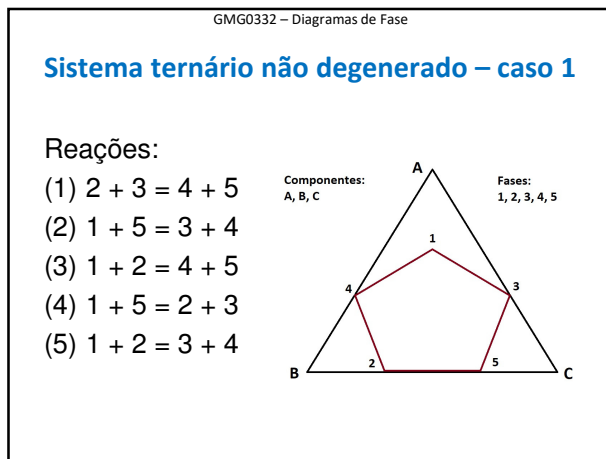 GMG0332 – Diagramas de Fase
Sistema ternário não degenerado – caso 1
Reações:
(1) 2 + 3 = 4 + 5
(2) 1 + 5 = 3 + 4
(3) 1 + 2 = 4 + 5
(4) 1 + 5 = 2 + 3
(5) 1 + 2 = 3 + 4
Componentes:
A, B, C
A
Fases:
1, 2, 3, 4, 5
1
4
3
B
2
5
C